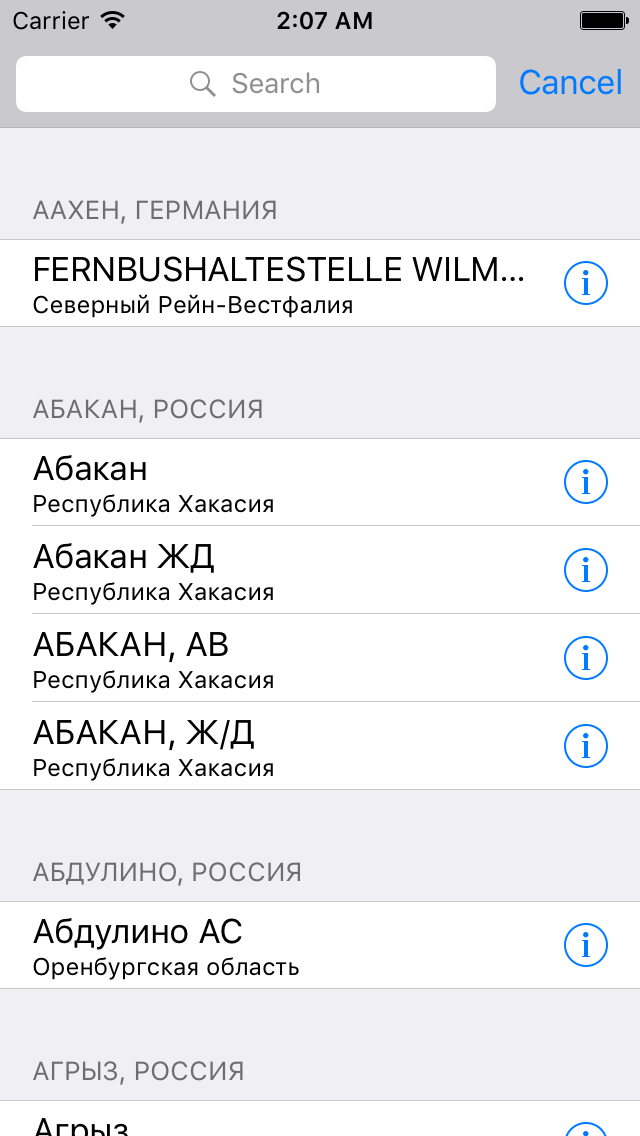 Carrier 2:07 AM
Search Cancel
ААХЕН, ГЕРМАНИЯ
FERNBUSHALTESTELLE WILM...
Северный Рейн-Вестфалия
АБАКАН, РОССИЯ
Абакан
Республика Хакасия
Абакан ЖД
Республика Хакасия
АБАКАН, АВ
Республика Хакасия
АБАКАН, Ж/Д
Республика Хакасия
АБДУЛИНО, РОССИЯ
Абдулино АС
Оренбургская область
АГРЫЗ, РОССИЯ
Агрыз